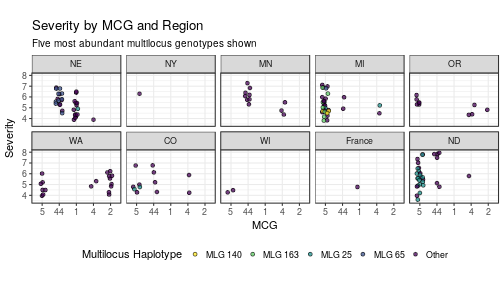 Severity by MCG and Region
Five most abundant multilocus genotypes shown
NE NY MN MI OR
8
7
6
5
4
WA CO WI France ND
8
7
6
5
4
5 44 1 4 2 5 44 1 4 2 5 44 1 4 2 5 44 1 4 2 5 44 1 4 2
Severity
MCG
Multilocus Haplotype MLG 140 MLG 163 MLG 25 MLG 65 Other